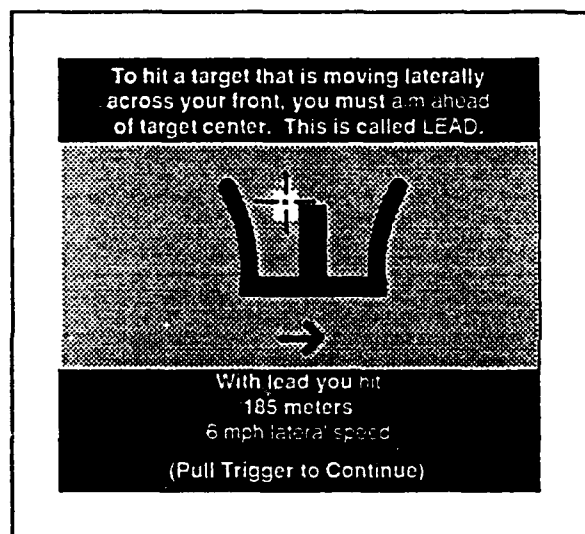 To hit a target that is moving laterally
across your front, you must aim ahead
of target center. This is called LEAD.
With lead you hit
185 meters
6 mph lateral speed
(Pull Trigger to Continue)